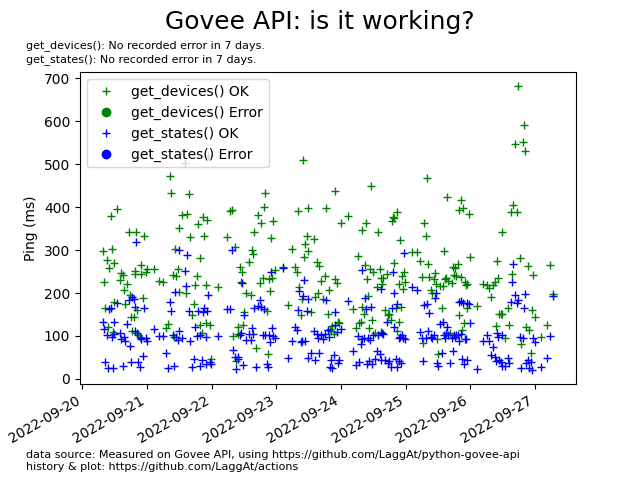 Govee API: is it working?
get_devices(): No recorded error in 7 days.
get_states(): No recorded error in 7 days.
700
600
500
400
300
200
100
0
Ping (ms)
get_devices() OK
get_devices() Error
get_states() OK
get_states() Error
2022-09-20
2022-09-21
2022-09-22
2022-09-23
2022-09-24
2022-09-25
2022-09-26
2022-09-27
data source: Measured on Govee API, using https://github.com/LaggAt/python-govee-api
history & plot: https://github.com/LaggAt/actions